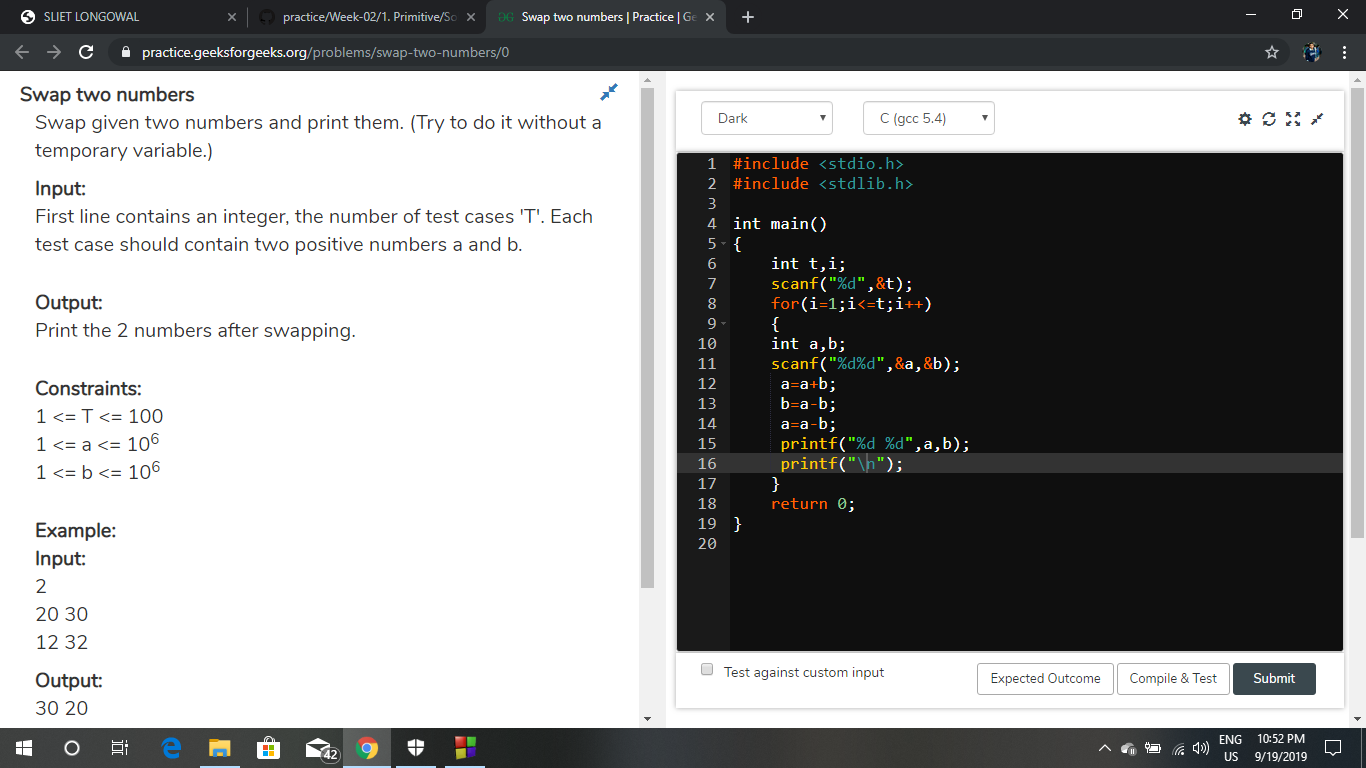 SLIET LONGOWAL
practice/Week-02/1. Primitive/So
Swap two numbers | Practice | Ge
practice.geeksforgeeks.org/problems/swap-two-numbers/0
Swap two numbers
Swap given two numbers and print them. (Try to do it without a
temporary variable.)
Input:
First line contains an integer, the number of test cases 'T'. Each
test case should contain two positive numbers a and b.
Output:
Print the 2 numbers after swapping.
Constraints:
1 <= T <= 100
1 <= a <= 10⁶
1 <= b <= 10⁶
Example:
Input:
2
20 30
12 32
Output:
30 20
Dark
C (gcc 5.4)
1 #include <stdio.h>
2 #include <stdlib.h>
3
4 int main()
5 {
6 int t,i;
7 scanf("%d",&t);
8 for(i=1;i<=t;i++)
9 {
10 int a,b;
11 scanf("%d%d",&a,&b);
12 a=a+b;
13 b=a-b;
14 a=a-b;
15 printf("%d %d",a,b);
16 printf("\n");
17 }
18 return 0;
19 }
20
Test against custom input
Expected Outcome
Compile & Test
Submit
42
ENG
US
10:52 PM
9/19/2019